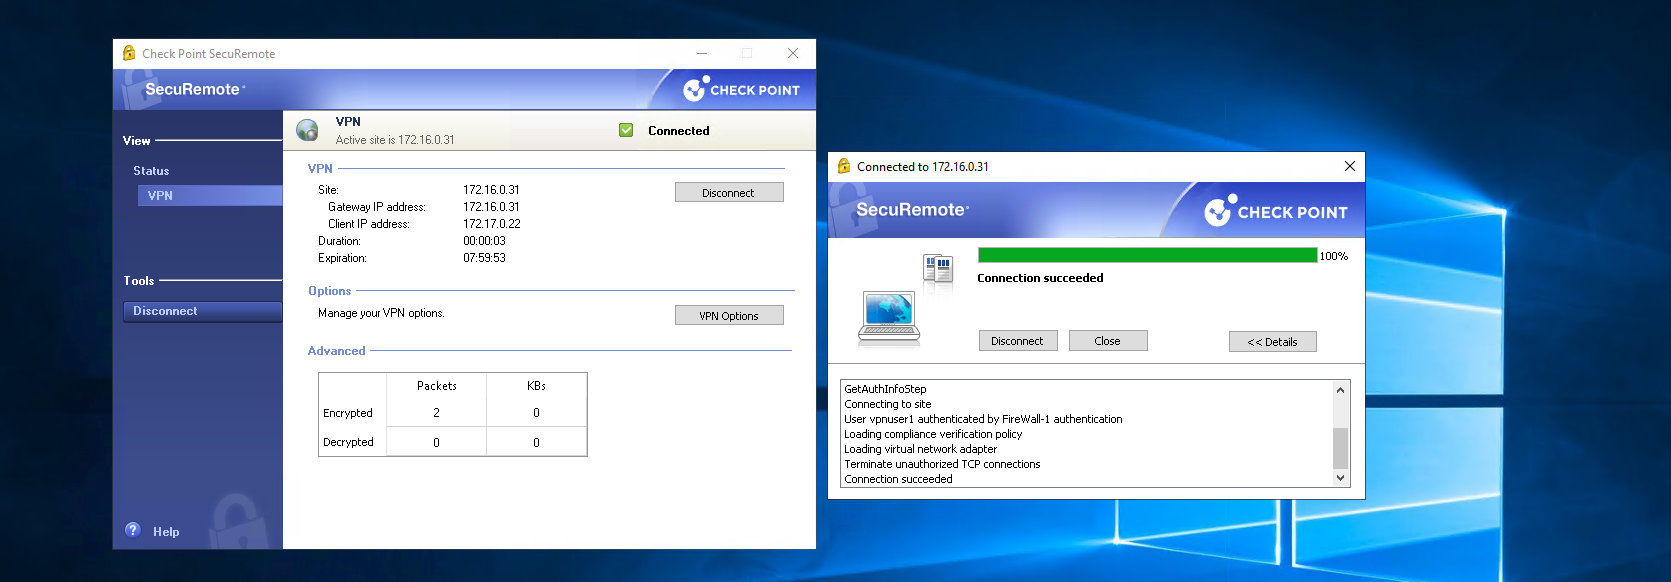 Check Point SecuRemote
SecuRemote
CHECK POINT
View
Status
VPN
Tools
Disconnect
Help
VPN
Active site is 172.16.0.31
Connected
VPN
Site: 172.16.0.31
Gateway IP address: 172.16.0.31
Client IP address: 172.17.0.22
Duration: 00:00:03
Expiration: 07:59:53
Disconnect
Options
Manage your VPN options.
VPN Options
Advanced
Packets KBs
Encrypted 2 0
Decrypted 0 0
Connected to 172.16.0.31
SecuRemote
CHECK POINT
100%
Connection succeeded
Disconnect Close << Details
GetAuthInfoStep
Connecting to site
User vpnuser1 authenticated by FireWall-1 authentication
Loading compliance verification policy
Loading virtual network adapter
Terminate unauthorized TCP connections
Connection succeeded